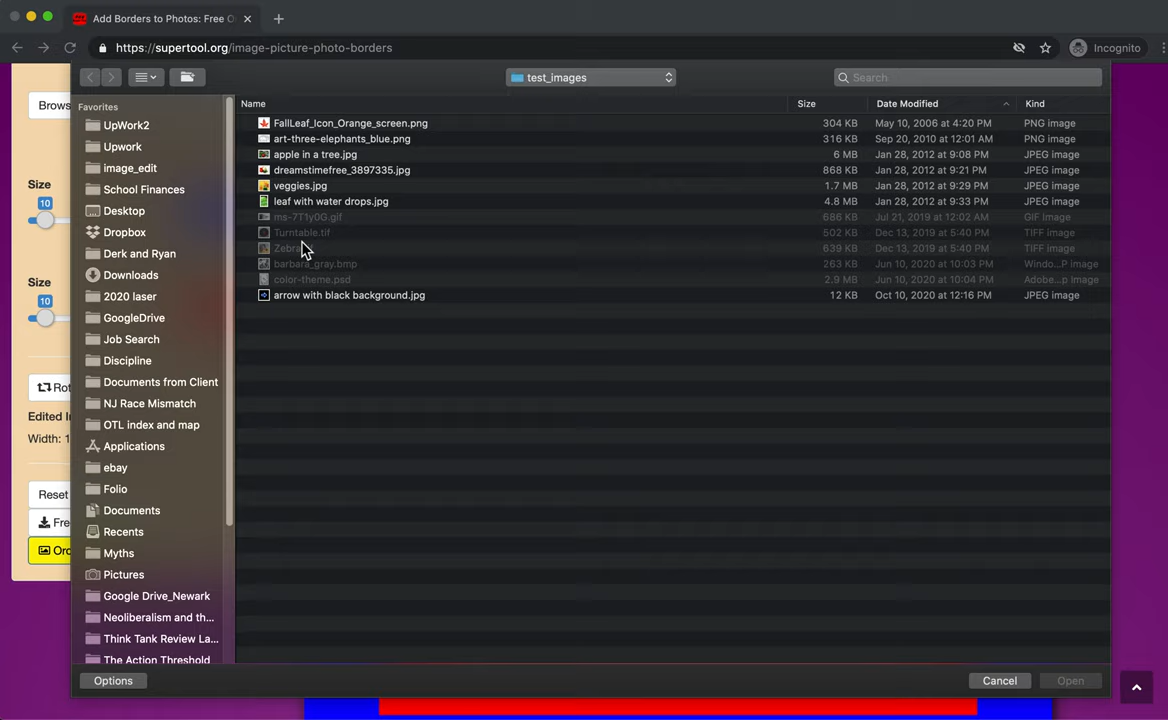 Add Borders to Photos: Free O
https://supertool.org/image-picture-photo-borders
Incognito
test_images
Search
Brows
Size
10
Size
10
Rot
Edited I
Width: 1
Reset
Fre
Orc
Favorites
UpWork2
Upwork
image_edit
School Finances
Desktop
Dropbox
Derk and Ryan
Downloads
2020 laser
GoogleDrive
Job Search
Discipline
Documents from Client
NJ Race Mismatch
OTL index and map
Applications
ebay
Folio
Documents
Recents
Myths
Pictures
Google Drive_Newark
Neoliberalism and th...
Think Tank Review La...
The Action Threshold
Name Size Date Modified Kind
FallLeaf_Icon_Orange_screen.png 304 KB May 10, 2006 at 4:20 PM PNG image
art-three-elephants_blue.png 316 KB Sep 20, 2010 at 12:01 AM PNG image
apple in a tree.jpg 6 MB Jan 28, 2012 at 9:08 PM JPEG image
dreamstimefree_3897335.jpg 868 KB Jan 28, 2012 at 9:21 PM JPEG image
veggies.jpg 1.7 MB Jan 28, 2012 at 9:29 PM JPEG image
leaf with water drops.jpg 4.8 MB Jan 28, 2012 at 9:33 PM JPEG image
ms-7T1y0G.gif 686 KB Jul 21, 2019 at 12:02 AM GIF Image
Turntable.tif 502 KB Dec 13, 2019 at 5:40 PM TIFF image
Zebra 639 KB Dec 13, 2019 at 5:40 PM TIFF image
barbara_gray.bmp 263 KB Jun 10, 2020 at 10:03 PM Windo...P image
color-theme.psd 2.9 MB Jun 10, 2020 at 10:04 PM Adobe...p image
arrow with black background.jpg 12 KB Oct 10, 2020 at 12:16 PM JPEG image
Options
Cancel
Open